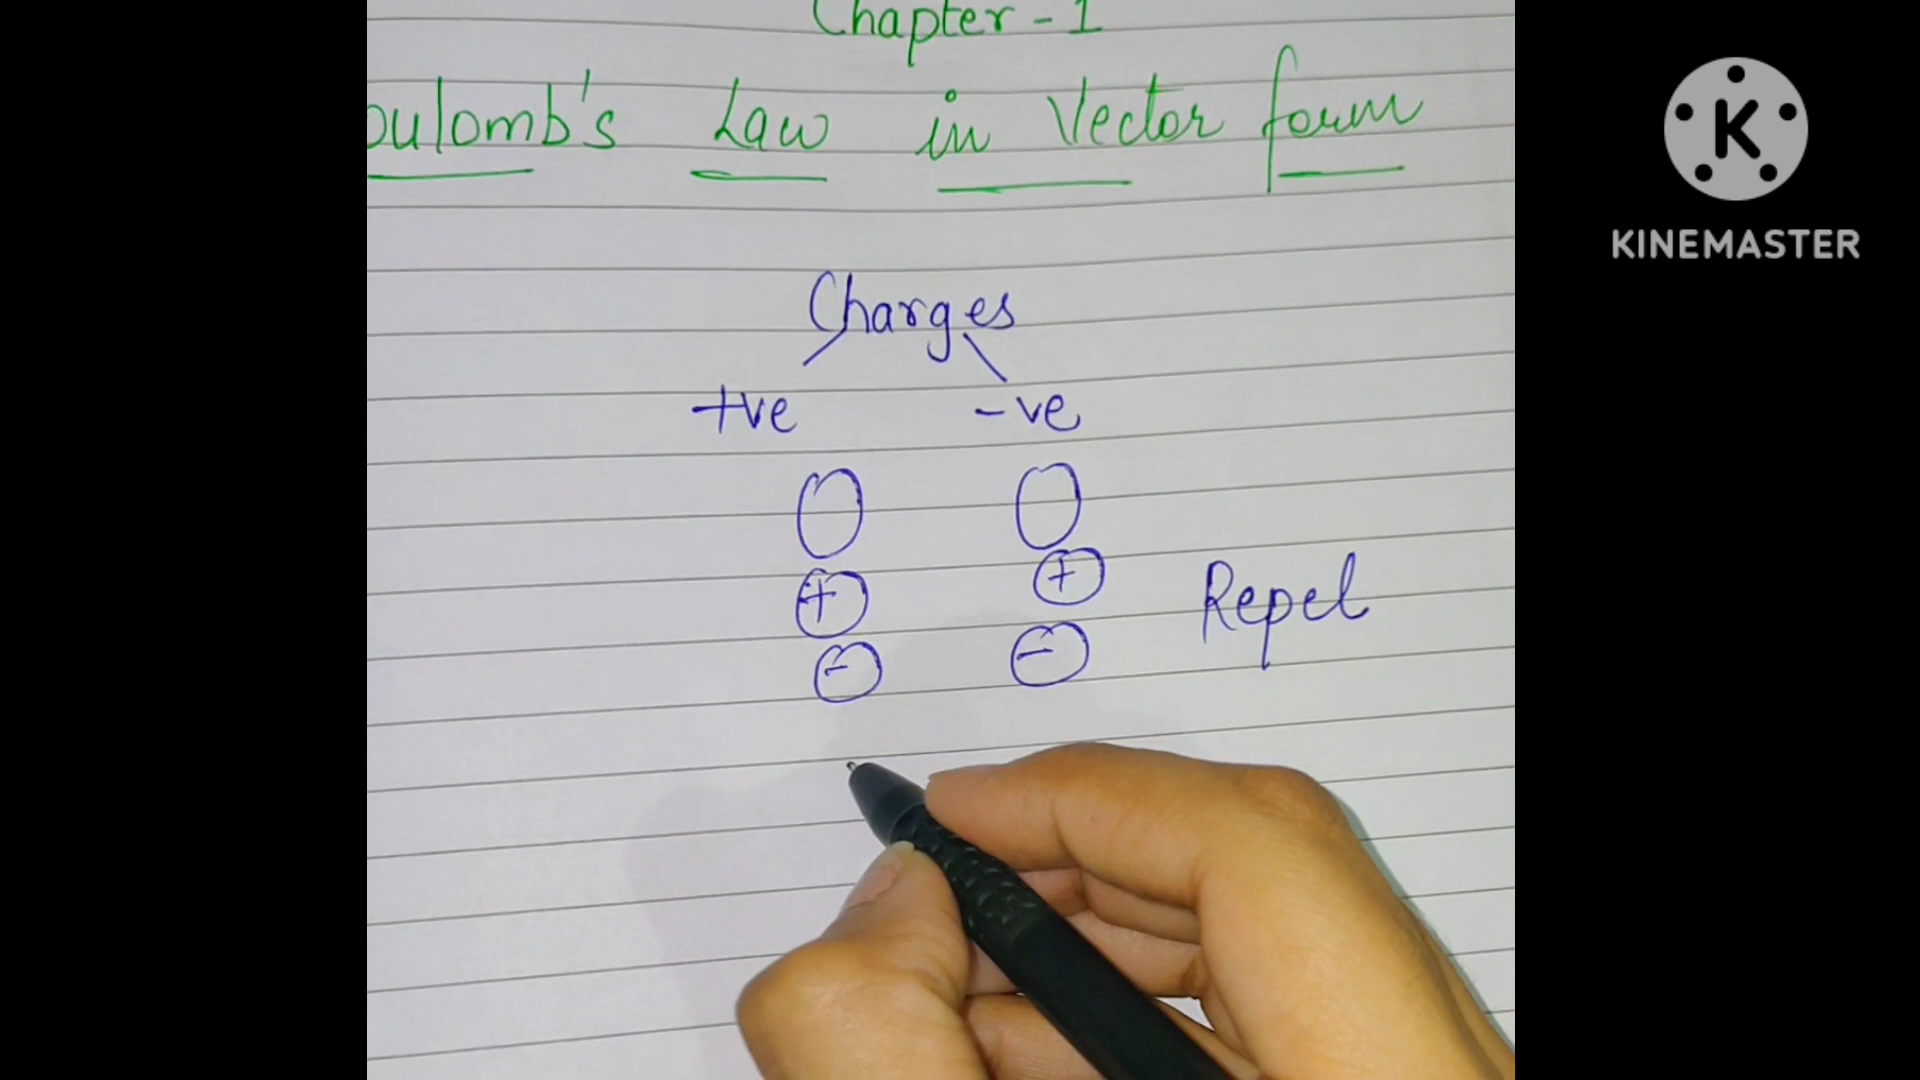 Chapter - 1
oulomb's Law in Vector form
Charges
+ve -ve
+ +
Repel
- -
KINEMASTER